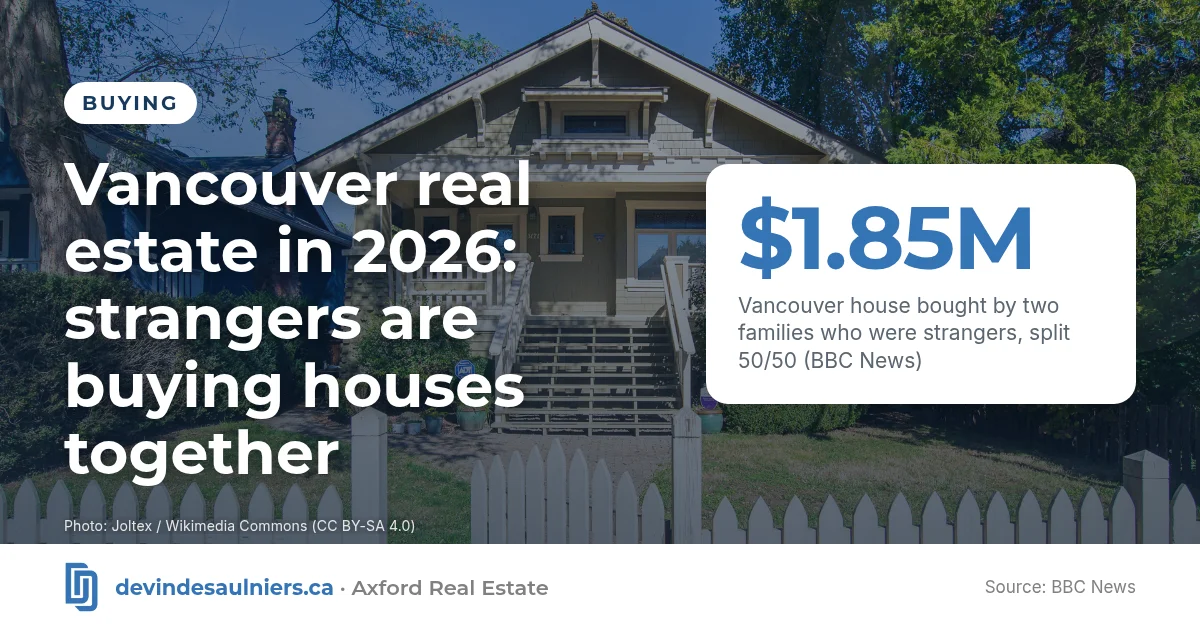 BUYING
Vancouver real
estate in 2026:
strangers are
buying houses
together
$1.85M
Vancouver house bought by two
families who were strangers, split
50/50 (BBC News)
Photo: Joltex / Wikimedia Commons (CC BY-SA 4.0)
devindesaulniers.ca · Axford Real Estate
Source: BBC News